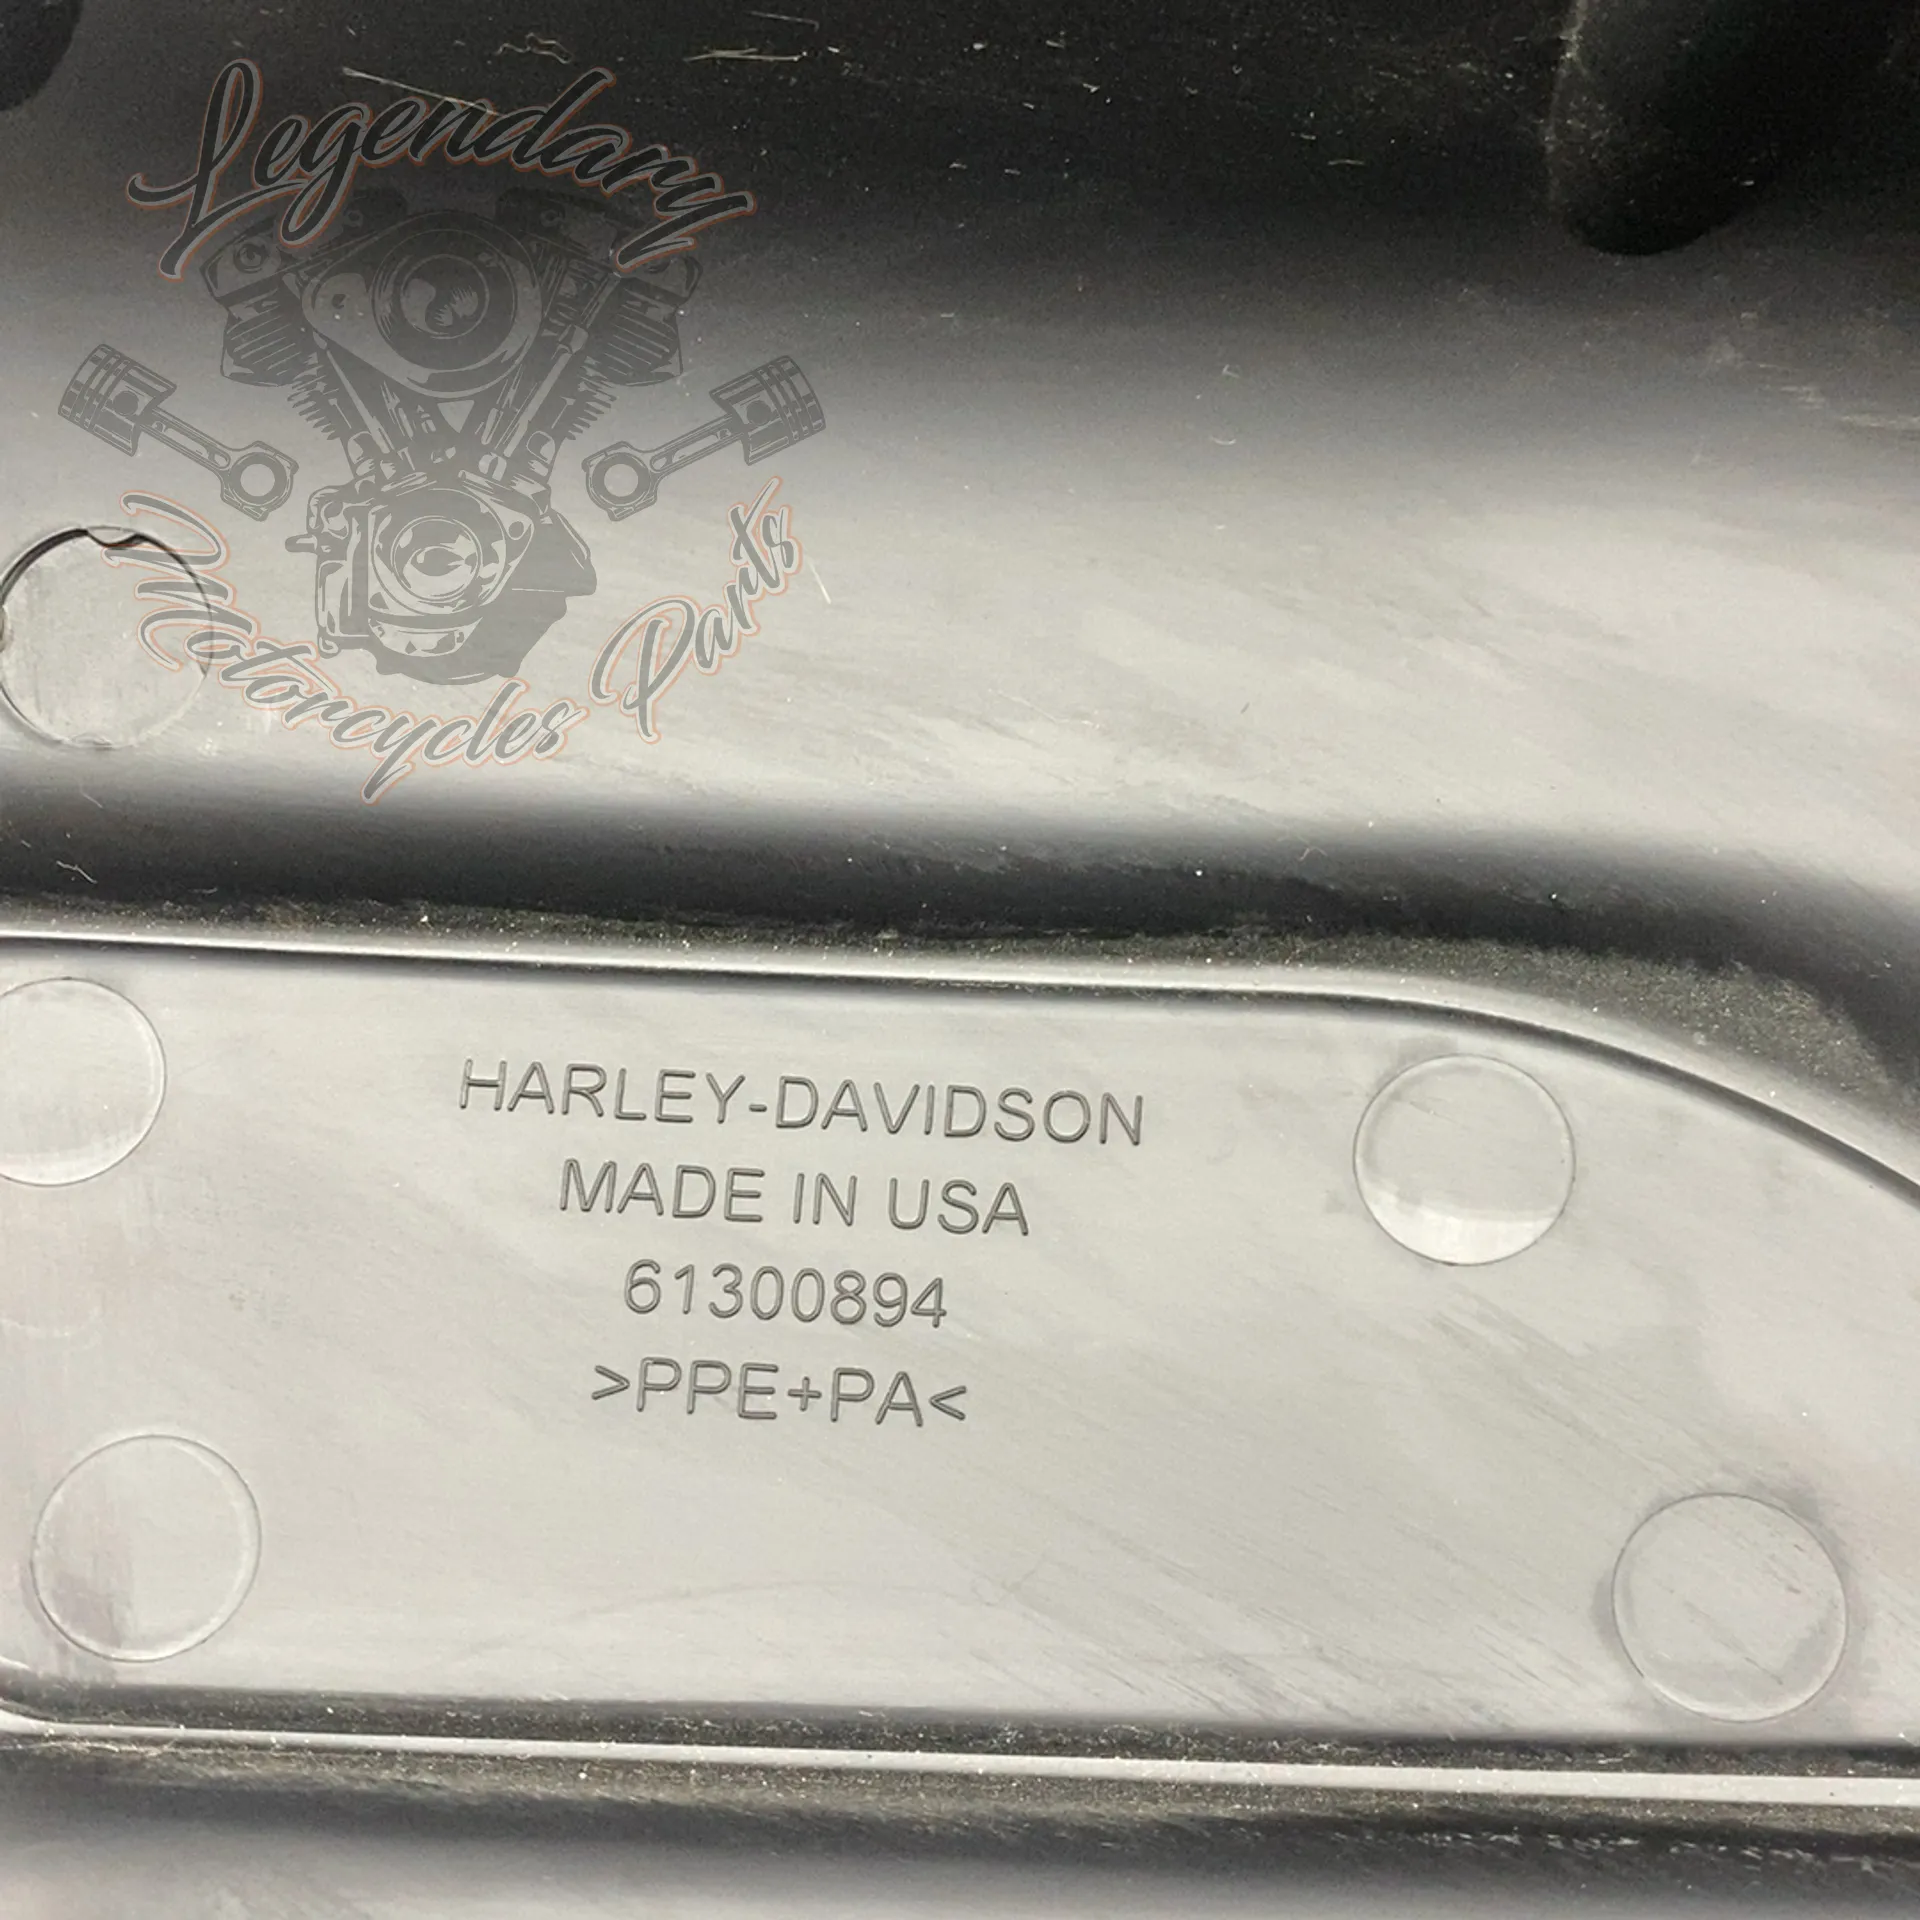 Legendary
Motorcycles Parts
HARLEY-DAVIDSON
MADE IN USA
61300894
>PPE+PA<